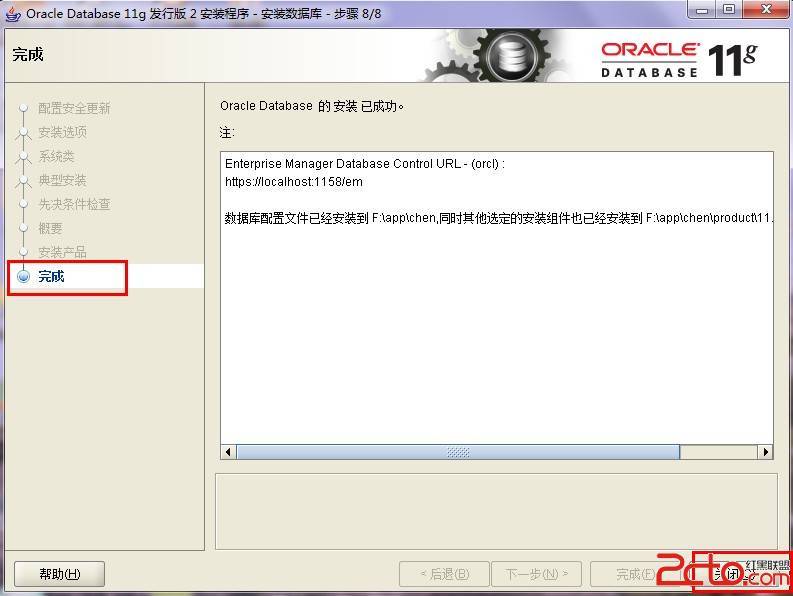 Oracle Database 11g 发行版 2 安装程序 - 安装数据库 - 步骤 8/8
完成
ORACLE
DATABASE 11g
配置安全更新
安装选项
系统类
典型安装
先决条件检查
概要
安装产品
完成
Oracle Database 的 安装 已成功。
注:
Enterprise Manager Database Control URL - (orcl) :
https://localhost:1158/em
数据库配置文件已经安装到 F:\app\chen,同时其他选定的安装组件也已经安装到 F:\app\chen\product\11.
帮助(H)
< 后退(B)
下一步(N) >
完成(F)
2cto.com
红黑联盟